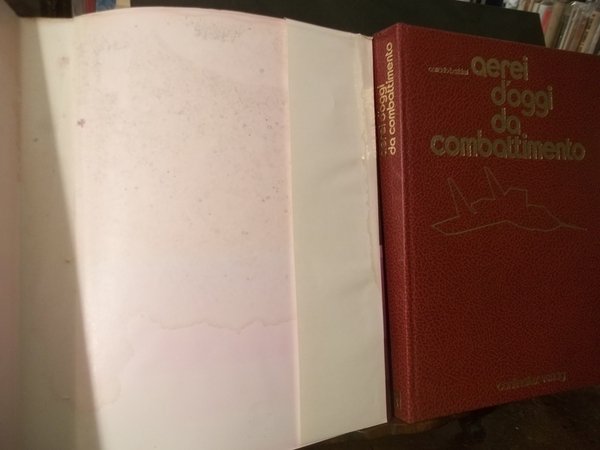 aerei
d'oggi
da
combattimento
aerei d'oggi
da combattimento